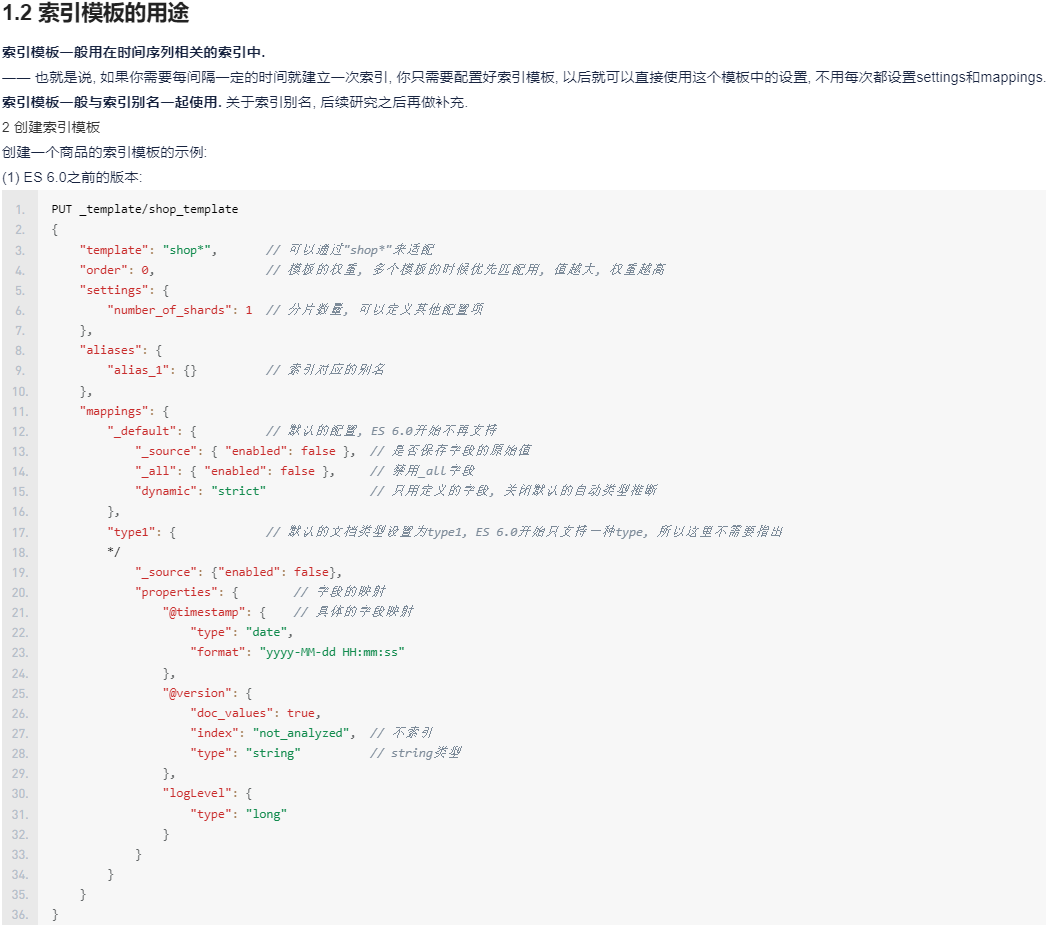 1.2 索引模板的用途
索引模板一般用在时间序列相关的索引中.
—— 也就是说, 如果你需要每间隔一定的时间就建立一次索引, 你只需要配置好索引模板, 以后就可以直接使用这个模板中的设置, 不用每次都设置settings和mappings.
索引模板一般与索引别名一起使用. 关于索引别名, 后续研究之后再做补充.
2 创建索引模板
创建一个商品的索引模板的示例:
(1) ES 6.0之前的版本:
1. PUT _template/shop_template
2. {
3.     "template": "shop*",       // 可以通过"shop*"来适配
4.     "order": 0,                // 模板的权重, 多个模板的时候优先匹配用, 值越大, 权重越高
5.     "settings": {
6.         "number_of_shards": 1  // 分片数量, 可以定义其他配置项
7.     },
8.     "aliases": {
9.         "alias_1": {}          // 索引对应的别名
10.     },
11.     "mappings": {
12.         "_default": {          // 默认的配置, ES 6.0开始不再支持
13.             "_source": { "enabled": false },  // 是否保存字段的原始值
14.             "_all": { "enabled": false },     // 禁用_all字段
15.             "dynamic": "strict"               // 只用定义的字段, 关闭默认的自动类型推断
16.         },
17.         "type1": {             // 默认的文档类型设置为type1, ES 6.0开始只支持一种type, 所以这里不需要指出
18.         */
19.             "_source": {"enabled": false},
20.             "properties": {        // 字段的映射
21.                 "@timestamp": {    // 具体的字段映射
22.                     "type": "date",
23.                     "format": "yyyy-MM-dd HH:mm:ss"
24.                 },
25.                 "@version": {
26.                     "doc_values": true,
27.                     "index": "not_analyzed",  // 不索引
28.                     "type": "string"          // string类型
29.                 },
30.                 "logLevel": {
31.                     "type": "long"
32.                 }
33.             }
34.         }
35.     }
36. }